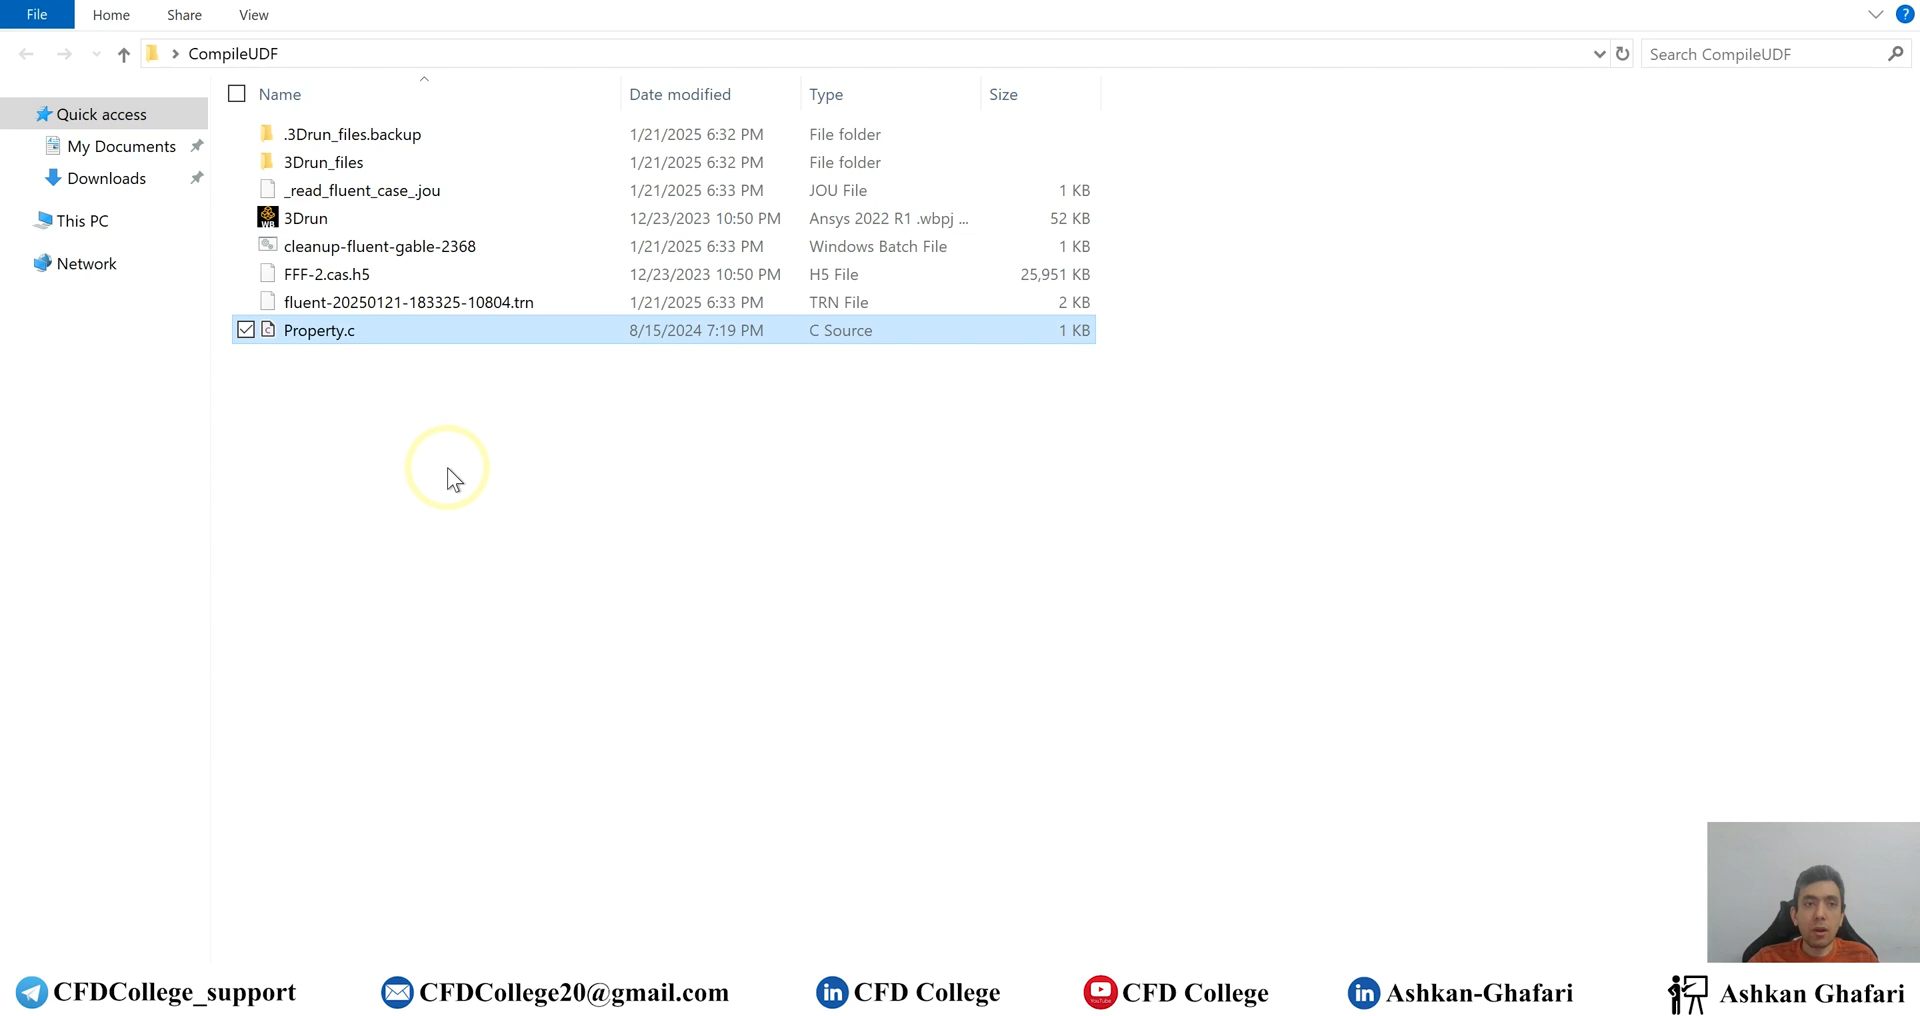 File Home Share View
CompileUDF Search CompileUDF
Name Date modified Type Size
Quick access
My Documents
Downloads
This PC
Network
.3Drun_files.backup 1/21/2025 6:32 PM File folder
3Drun_files 1/21/2025 6:32 PM File folder
_read_fluent_case_.jou 1/21/2025 6:33 PM JOU File 1 KB
3Drun 12/23/2023 10:50 PM Ansys 2022 R1 .wbpj ... 52 KB
cleanup-fluent-gable-2368 1/21/2025 6:33 PM Windows Batch File 1 KB
FFF-2.cas.h5 12/23/2023 10:50 PM H5 File 25,951 KB
fluent-20250121-183325-10804.trn 1/21/2025 6:33 PM TRN File 2 KB
Property.c 8/15/2024 7:19 PM C Source 1 KB
CFDCollege_support CFDCollege20@gmail.com CFD College CFD College Ashkan-Ghafari Ashkan Ghafari